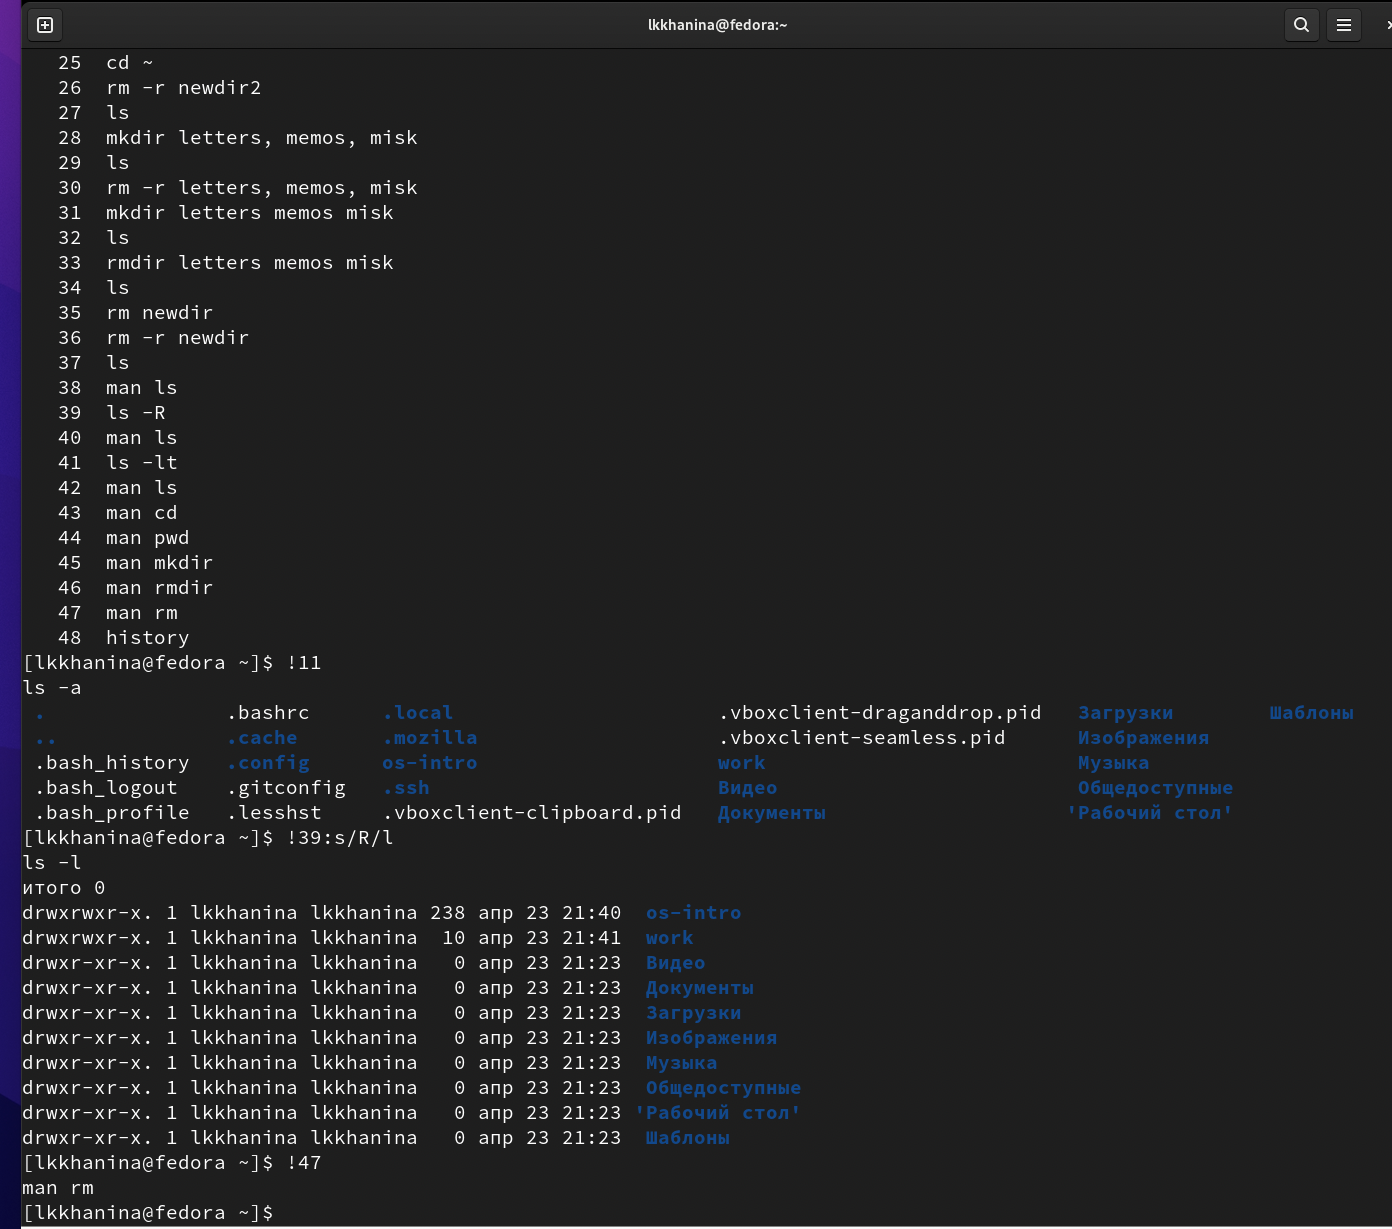 lkkhanina@fedora:~
25 cd ~
26 rm -r newdir2
27 ls
28 mkdir letters, memos, misk
29 ls
30 rm -r letters, memos, misk
31 mkdir letters memos misk
32 ls
33 rmdir letters memos misk
34 ls
35 rm newdir
36 rm -r newdir
37 ls
38 man ls
39 ls -R
40 man ls
41 ls -lt
42 man ls
43 man cd
44 man pwd
45 man mkdir
46 man rmdir
47 man rm
48 history
[lkkhanina@fedora ~]$ !11
ls -a
. .bashrc .local .vboxclient-draganddrop.pid Загрузки Шаблоны
.. .cache .mozilla .vboxclient-seamless.pid Изображения
.bash_history .config os-intro work Музыка
.bash_logout .gitconfig .ssh Видео Общедоступные
.bash_profile .lesshst .vboxclient-clipboard.pid Документы 'Рабочий стол'
[lkkhanina@fedora ~]$ !39:s/R/l
ls -l
итого 0
drwxrwxr-x. 1 lkkhanina lkkhanina 238 апр 23 21:40 os-intro
drwxrwxr-x. 1 lkkhanina lkkhanina 10 апр 23 21:41 work
drwxr-xr-x. 1 lkkhanina lkkhanina 0 апр 23 21:23 Видео
drwxr-xr-x. 1 lkkhanina lkkhanina 0 апр 23 21:23 Документы
drwxr-xr-x. 1 lkkhanina lkkhanina 0 апр 23 21:23 Загрузки
drwxr-xr-x. 1 lkkhanina lkkhanina 0 апр 23 21:23 Изображения
drwxr-xr-x. 1 lkkhanina lkkhanina 0 апр 23 21:23 Музыка
drwxr-xr-x. 1 lkkhanina lkkhanina 0 апр 23 21:23 Общедоступные
drwxr-xr-x. 1 lkkhanina lkkhanina 0 апр 23 21:23 'Рабочий стол'
drwxr-xr-x. 1 lkkhanina lkkhanina 0 апр 23 21:23 Шаблоны
[lkkhanina@fedora ~]$ !47
man rm
[lkkhanina@fedora ~]$